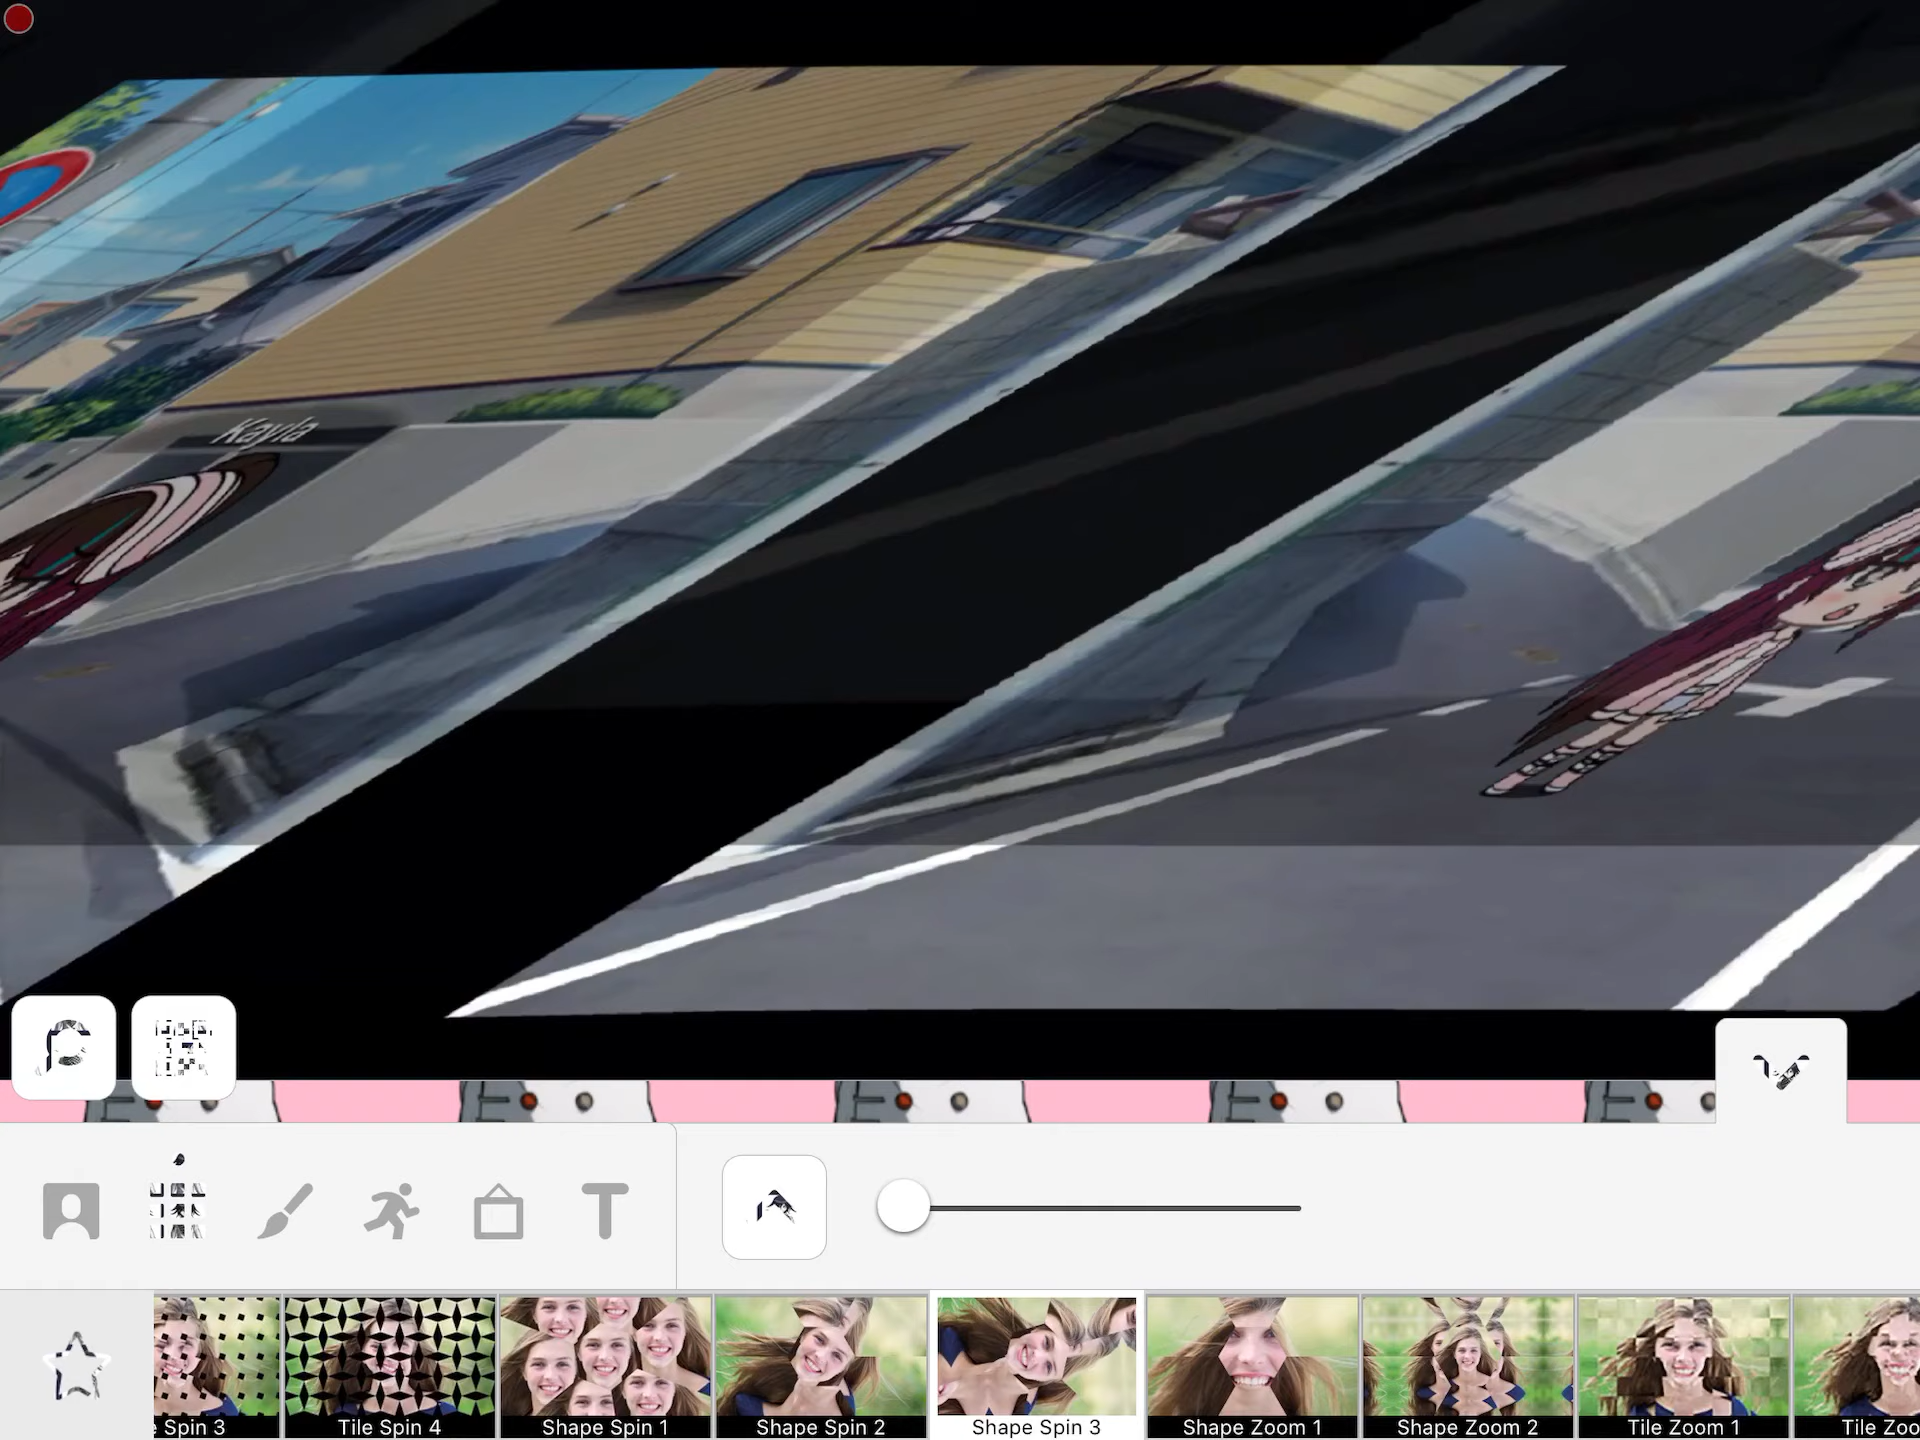 Kayla
T
e Spin 3
Tile Spin 4
Shape Spin 1
Shape Spin 2
Shape Spin 3
Shape Zoom 1
Shape Zoom 2
Tile Zoom 1
Tile Zoo